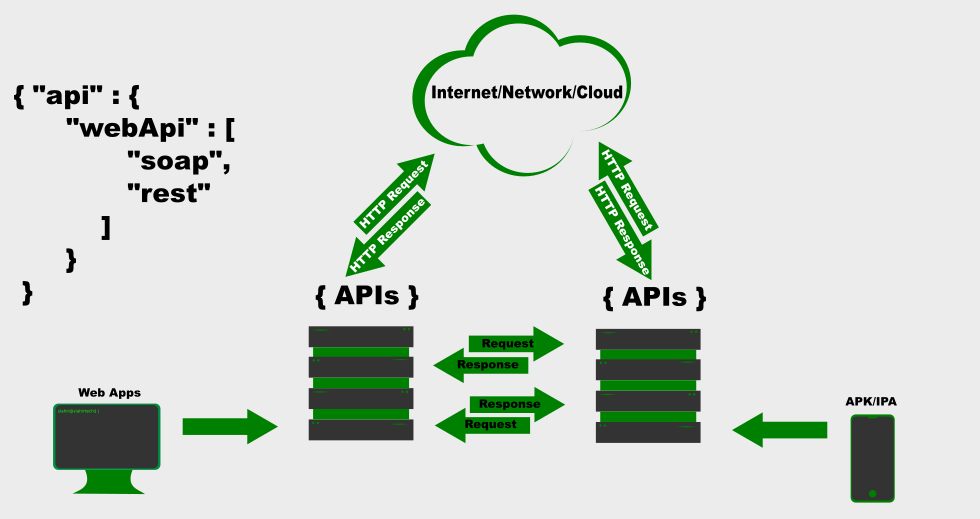 Internet/Network/Cloud
{ "api" : {
"webApi" : [
"soap",
"rest"
]
}
}
HTTP Request
HTTP Response
HTTP Request
HTTP Response
{ APIs }
{ APIs }
Request
Response
Response
Request
Web Apps
APK/IPA